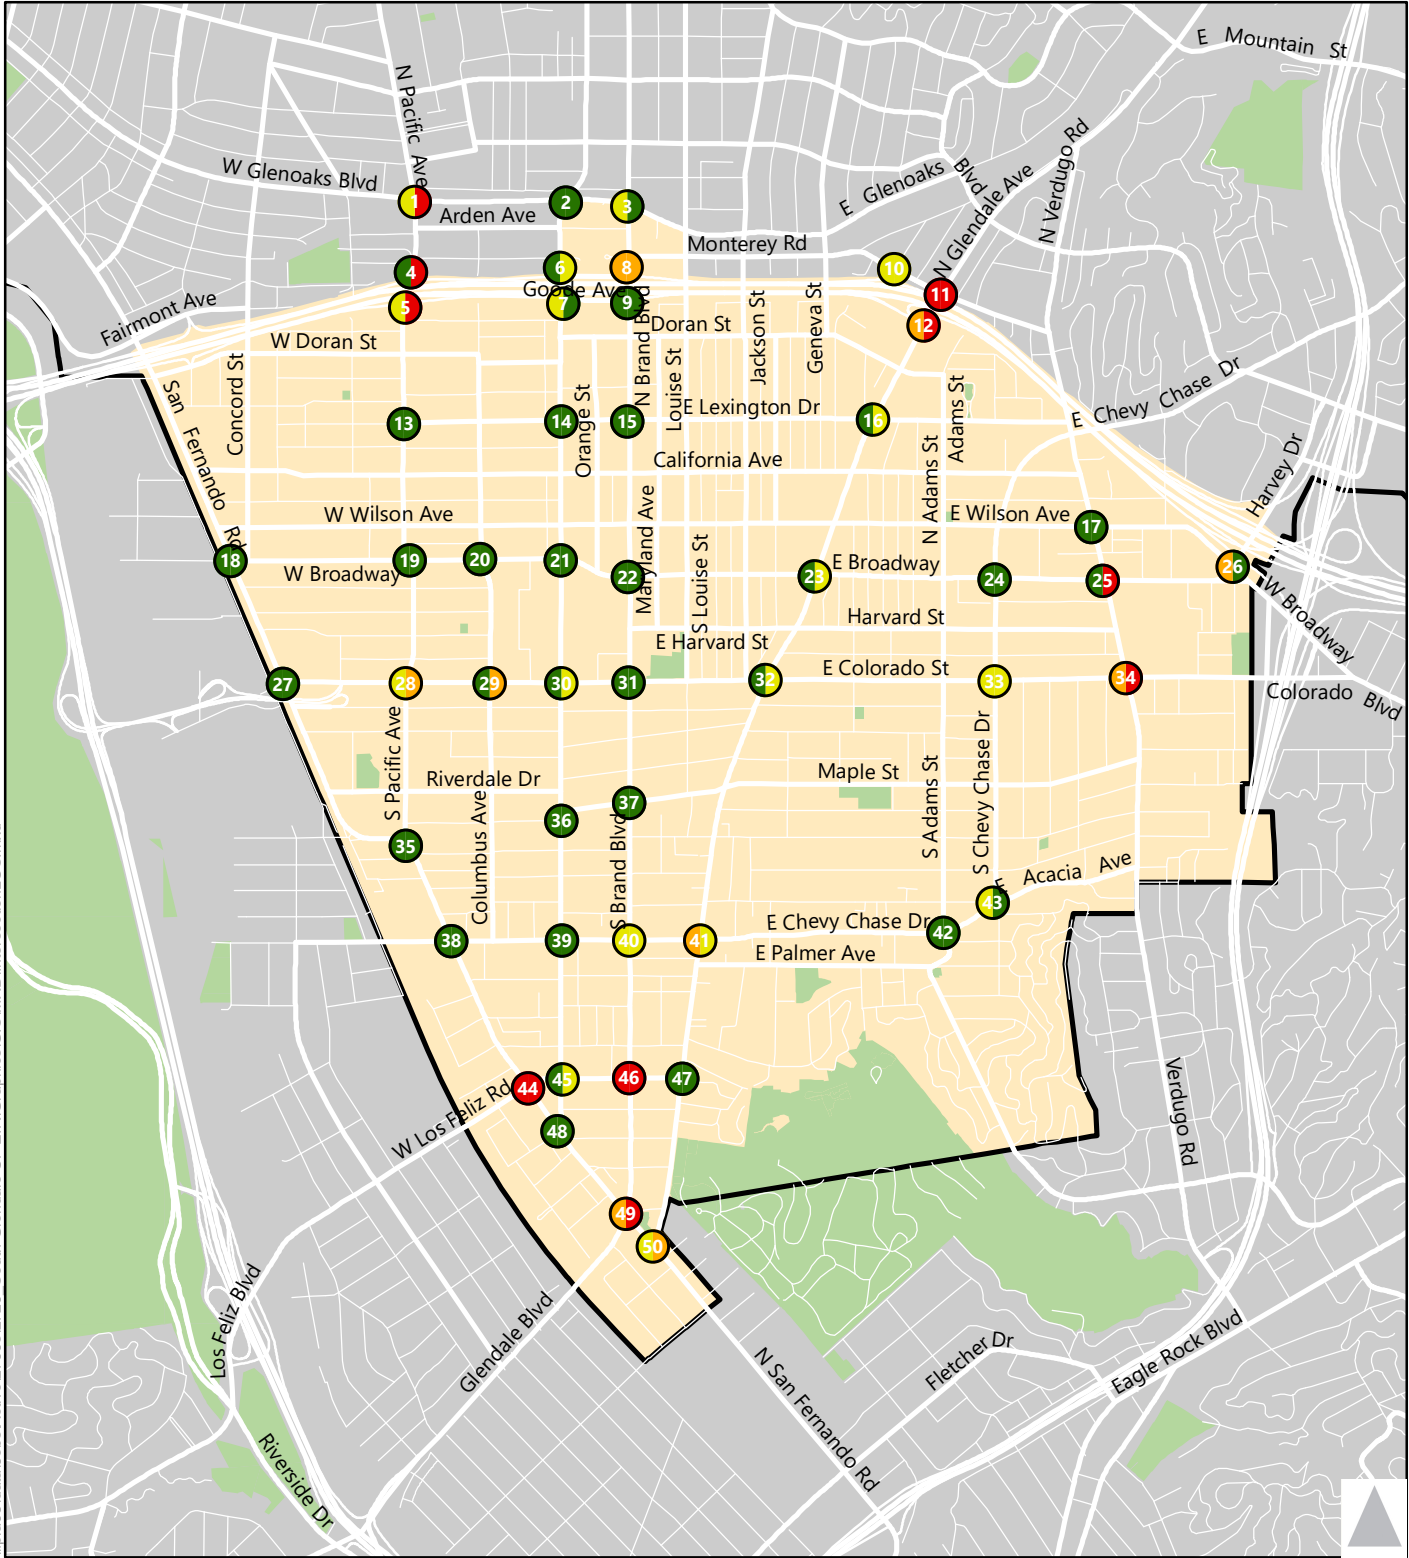 E Mountain St
N Pacific Ave
W Glenoaks Blvd
E Glenoaks Blvd
N Glendale Ave
N Verdugo Rd
1
2
3
Arden Ave
Monterey Rd
4
6
8
10
Goode Ave
5
7
9
11
12
Fairmont Ave
W Doran St
Doran St
N Brand Blvd
Louise St
Jackson St
Geneva St
Concord St
San Fernando Rd
Orange St
E Lexington Dr
Adams St
E Chevy Chase Dr
13
14
15
16
California Ave
N Adams St
Harvey Dr
W Wilson Ave
Maryland Ave
E Wilson Ave
17
18
19
20
21
22
23
24
25
26
W Broadway
S Louise St
E Broadway
W Broadway
Harvard St
E Harvard St
E Colorado St
27
28
29
30
31
32
33
34
Colorado Blvd
S Pacific Ave
Riverdale Dr
Maple St
S Chevy Chase Dr
S Adams St
Columbus Ave
S Brand Blvd
35
36
37
E Acacia Ave
43
E Chevy Chase Dr
38
39
40
41
42
E Palmer Ave
W Los Feliz Rd
44
45
46
47
48
Verdugo Rd
49
50
Los Feliz Blvd
Glendale Blvd
N San Fernando Rd
Fletcher Dr
Eagle Rock Blvd
Riverside Dr